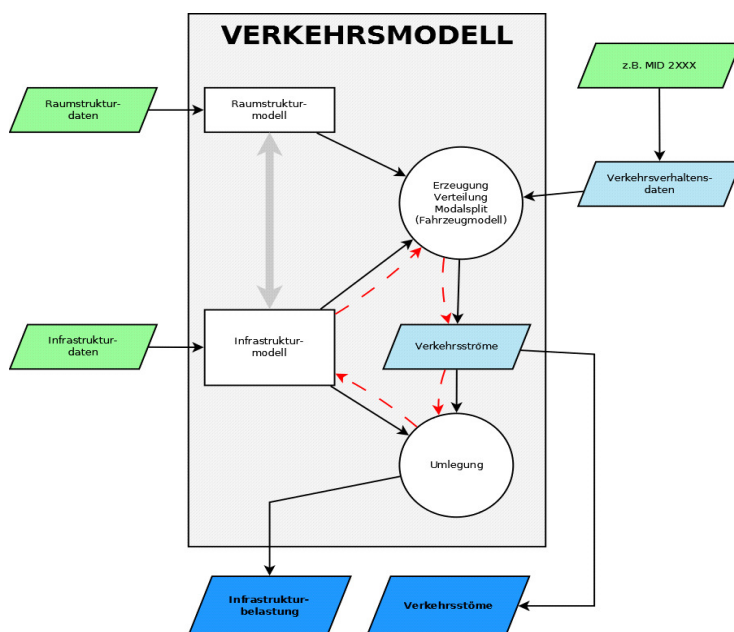 VERKEHRSMODELL
z.B. MID 2XXX
Raumstruktur-
daten
Raumstruktur-
modell
Erzeugung
Verteilung
Modalsplit
(Fahrzeugmodell)
Verkehrsverhaltens-
daten
Infrastruktur-
daten
Infrastruktur-
modell
Verkehrsströme
Umlegung
Infrastruktur-
belastung
Verkehrsstöme